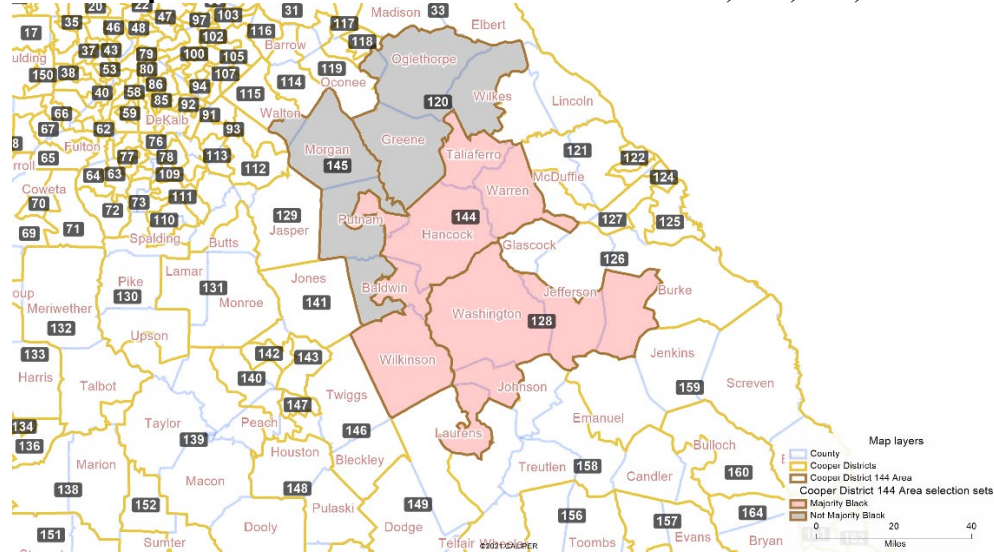 20
22
47
97
103
31
117
Madison
33
Elbert
35
17
46
48
102
116
118
Barrow
Oglethorpe
ulding
37
43
79
100
105
119
Oconee
150
38
53
80
107
114
40
58
86
94
115
120
Wilkes
Lincoln
85
92
66
59
91
Walton
67
62
DeKalb
93
Greene
121
8
Fulton
76
Morgan
145
Taliaferro
122
65
77
78
113
rroll
64
63
109
112
Warren
McDuffie
124
Coweta
70
73
111
129
Putnam
144
127
125
72
110
Jasper
Hancock
69
71
Spalding
Butts
Glascock
126
Pike
Lamar
Jones
Baldwin
Jefferson
Burke
oup
130
131
141
Meriwether
Monroe
Washington
128
132
Upson
133
142
143
Wilkinson
Jenkins
Harris
Talbot
140
Johnson
159
Screven
Twiggs
147
134
Taylor
Peach
146
Laurens
Emanuel
136
139
Bulloch
Houston
Bleckley
Map layers
Marion
Treutlen
158
Candler
160
County
Macon
138
148
Cooper Districts
Pulaski
Cooper District 144 Area
Cooper District 144 Area selection sets
152
149
156
157
164
Majority Black
Not Majority Black
151
Dooly
Dodge
Evans
Bryan
Sumter
Telfair
Wheeler
Toombs
0 20 40
Miles
©2021 CALIPER